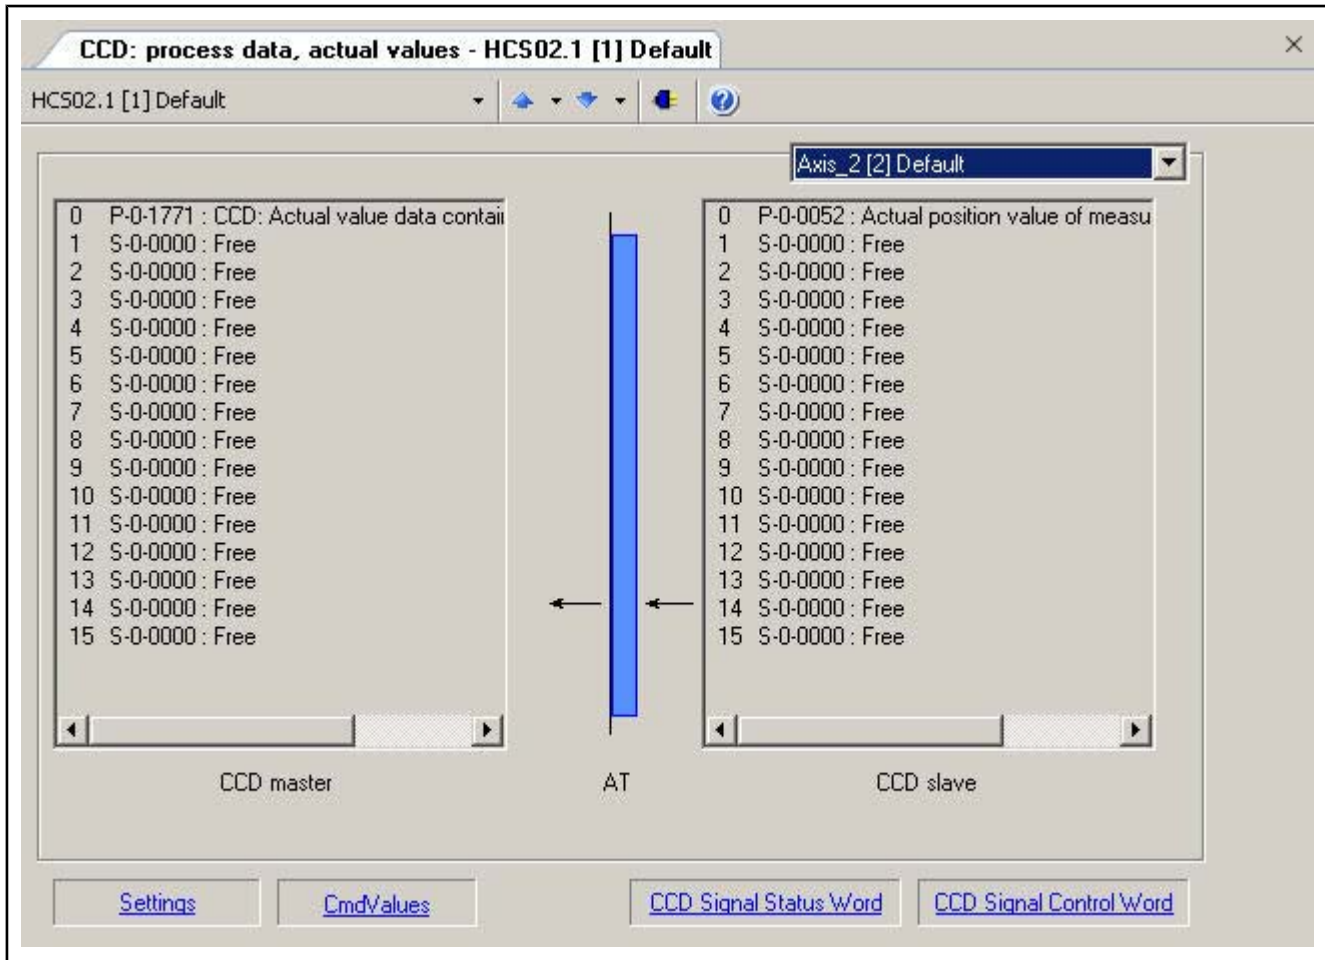 CCD: process data, actual values - HCS02.1 [1] Default
HCS02.1 [1] Default
Axis_2 [2] Default
0 P-0-1771 : CCD: Actual value data contai
1 S-0-0000 : Free
2 S-0-0000 : Free
3 S-0-0000 : Free
4 S-0-0000 : Free
5 S-0-0000 : Free
6 S-0-0000 : Free
7 S-0-0000 : Free
8 S-0-0000 : Free
9 S-0-0000 : Free
10 S-0-0000 : Free
11 S-0-0000 : Free
12 S-0-0000 : Free
13 S-0-0000 : Free
14 S-0-0000 : Free
15 S-0-0000 : Free
CCD master
AT
0 P-0-0052 : Actual position value of measu
1 S-0-0000 : Free
2 S-0-0000 : Free
3 S-0-0000 : Free
4 S-0-0000 : Free
5 S-0-0000 : Free
6 S-0-0000 : Free
7 S-0-0000 : Free
8 S-0-0000 : Free
9 S-0-0000 : Free
10 S-0-0000 : Free
11 S-0-0000 : Free
12 S-0-0000 : Free
13 S-0-0000 : Free
14 S-0-0000 : Free
15 S-0-0000 : Free
CCD slave
Settings
CmdValues
CCD Signal Status Word
CCD Signal Control Word